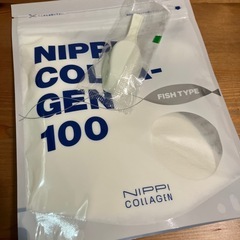 NIPPI
COLLA-
GEN
100
FISH TYPE
NIPPI
COLLAGEN